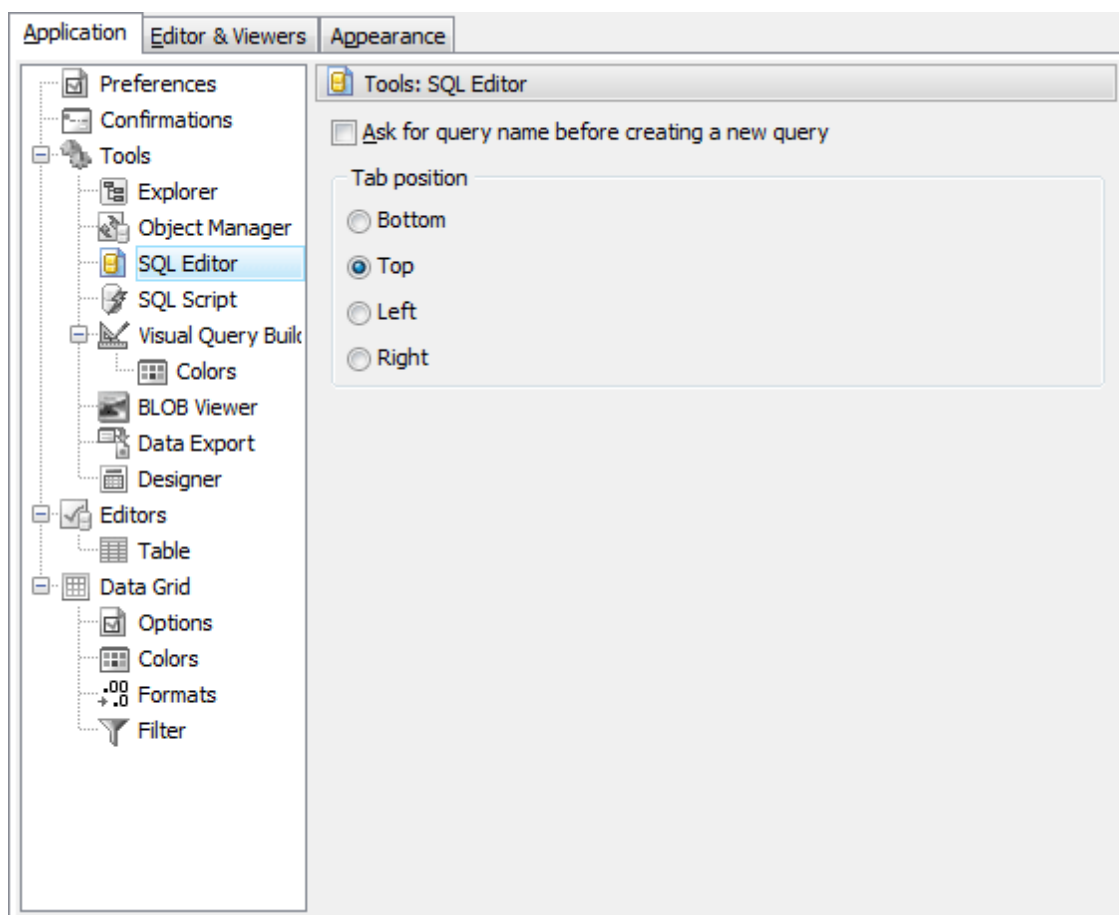 Application
Editor & Viewers
Appearance
Preferences
Confirmations
Tools
Explorer
Object Manager
SQL Editor
SQL Script
Visual Query Build
Colors
BLOB Viewer
Data Export
Designer
Editors
Table
Data Grid
Options
Colors
.00 .0 Formats
Filter
Tools: SQL Editor
Ask for query name before creating a new query
Tab position
Bottom
Top
Left
Right